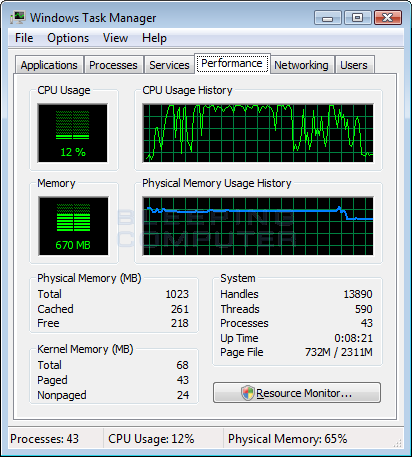 Windows Task Manager
File Options View Help
Applications Processes Services Performance Networking Users
CPU Usage CPU Usage History
12 %
Memory Physical Memory Usage History
670 MB
BLEEPING
COMPUTER
Physical Memory (MB)
Total 1023
Cached 261
Free 218
Kernel Memory (MB)
Total 68
Paged 43
Nonpaged 24
System
Handles 13890
Threads 590
Processes 43
Up Time 0:08:21
Page File 732M / 2311M
Resource Monitor...
Processes: 43 CPU Usage: 12% Physical Memory: 65%